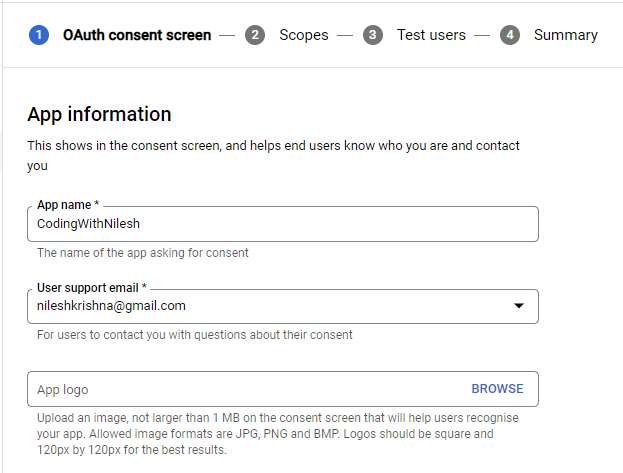 1 OAuth consent screen — 2 Scopes — 3 Test users — 4 Summary
App information
This shows in the consent screen, and helps end users know who you are and contact
you
App name *
CodingWithNilesh
The name of the app asking for consent
User support email *
nileshkrishna@gmail.com
For users to contact you with questions about their consent
App logo BROWSE
Upload an image, not larger than 1 MB on the consent screen that will help users recognise
your app. Allowed image formats are JPG, PNG and BMP. Logos should be square and
120px by 120px for the best results.